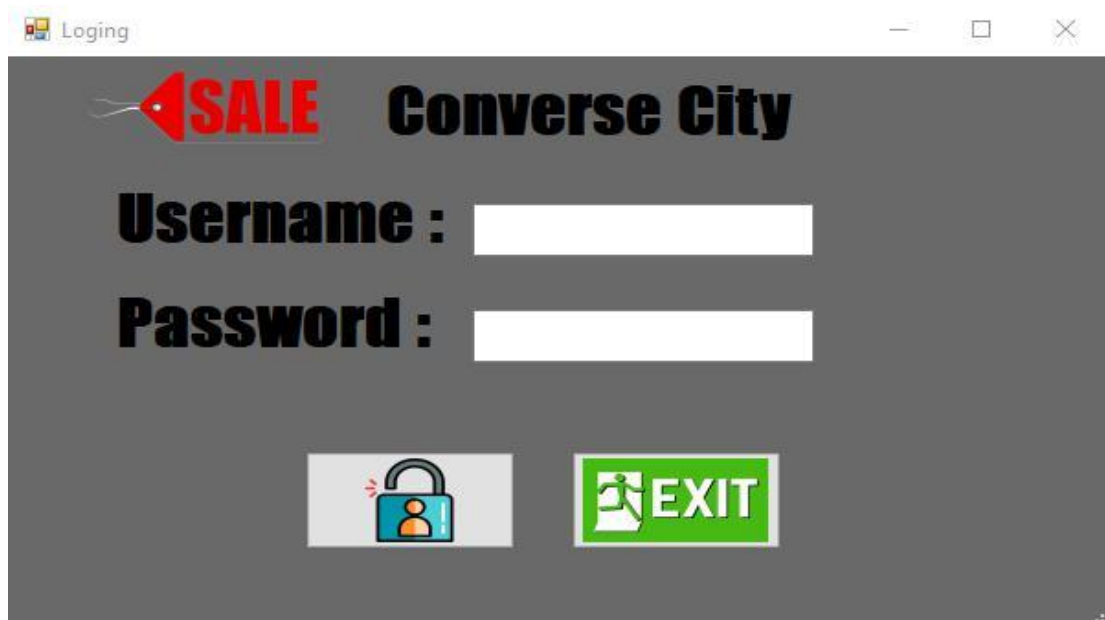 Loging
SALE Converse City
Username :
Password :
EXIT